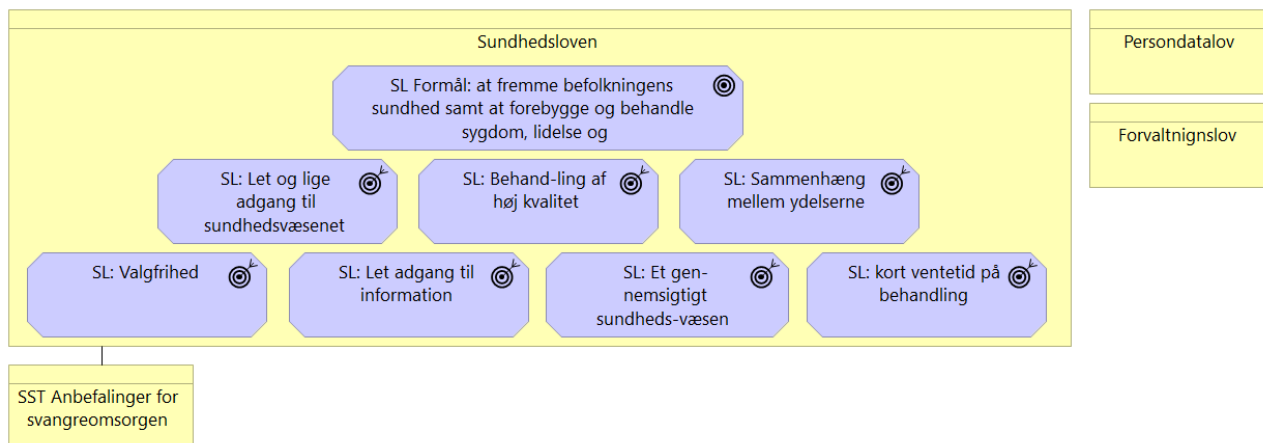 Sundhedsloven
SL Formål: at fremme befolkningens
sundhed samt at forebygge og behandle
sygdom, lidelse og
SL: Let og lige
adgang til
sundhedsvæsenet
SL: Behand-ling af
høj kvalitet
SL: Sammenhæng
mellem ydelserne
SL: Valgfrihed
SL: Let adgang til
information
SL: Et gen-
nemsigtigt
sundheds-væsen
SL: kort ventetid på
behandling
SST Anbefalinger for
svangreomsorgen
Persondatalov
Forvaltnignslov